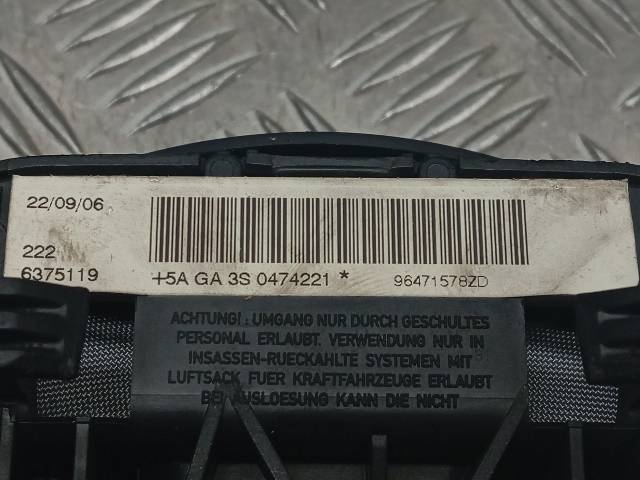 22/09/06
222
6375119
+5A GA 3S 0474221 *
96471578ZD
ACHTUNG!: UMGANG NUR DURCH GESCHULTES
PERSONAL ERLAUBT. VERWENDUNG NUR IN
INSASSEN-RUECKAHLTE SYSTEMEN MIT
LUFTSACK FUER KRAFTFAHRZEUGE ERLAUBT
BEI AUSLOESUNG KANN DIE NICHT